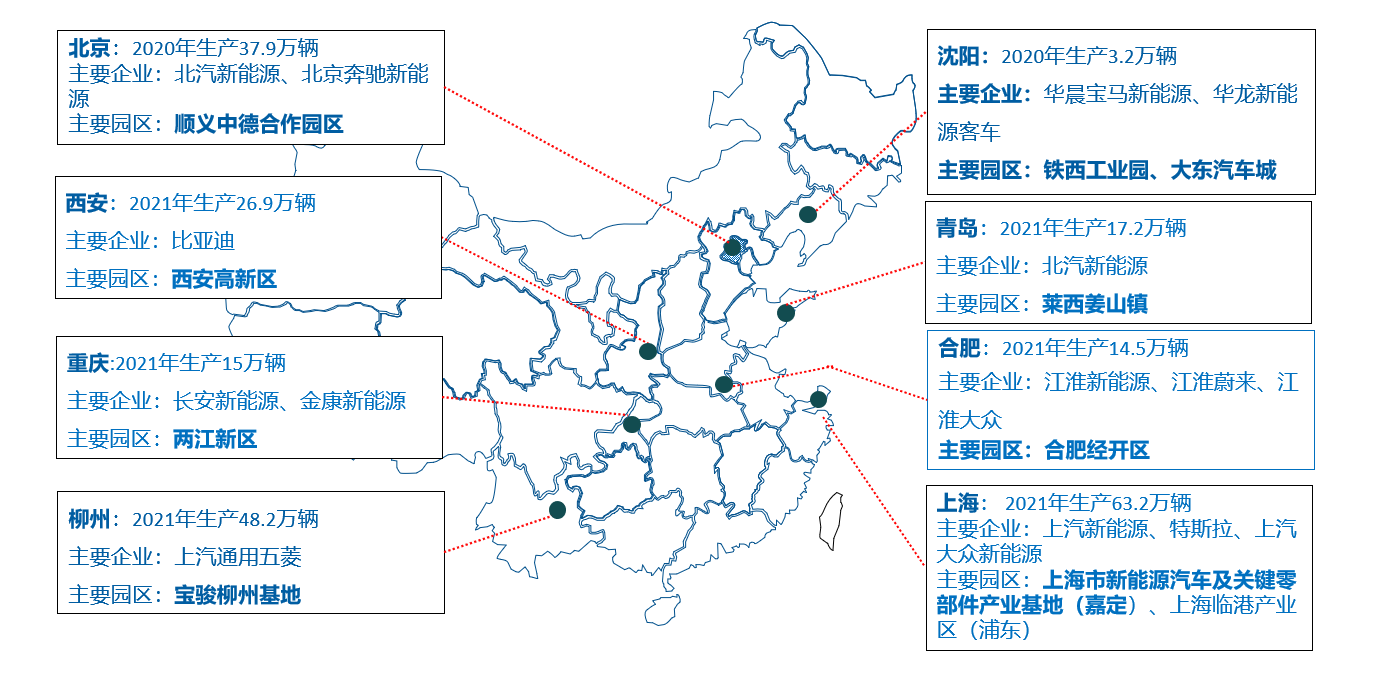 北京：2020年生产37.9万辆
主要企业：北汽新能源、北京奔驰新能
源
主要园区：顺义中德合作园区
西安：2021年生产26.9万辆
主要企业：比亚迪
主要园区：西安高新区
重庆:2021年生产15万辆
主要企业：长安新能源、金康新能源
主要园区：两江新区
柳州：2021年生产48.2万辆
主要企业：上汽通用五菱
主要园区：宝骏柳州基地
沈阳：2020年生产3.2万辆
主要企业：华晨宝马新能源、华龙新能
源客车
主要园区：铁西工业园、大东汽车城
青岛：2021年生产17.2万辆
主要企业：北汽新能源
主要园区：莱西姜山镇
合肥：2021年生产14.5万辆
主要企业：江淮新能源、江淮蔚来、江
淮大众
主要园区：合肥经开区
上海： 2021年生产63.2万辆
主要企业：上汽新能源、特斯拉、上汽
大众新能源
主要园区：上海市新能源汽车及关键零
部件产业基地（嘉定）、上海临港产业
区（浦东）